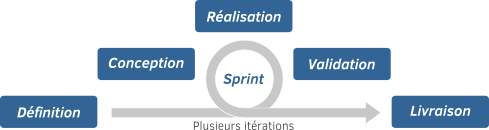 Réalisation
Conception
Sprint
Validation
Définition
Livraison
Plusieurs itérations